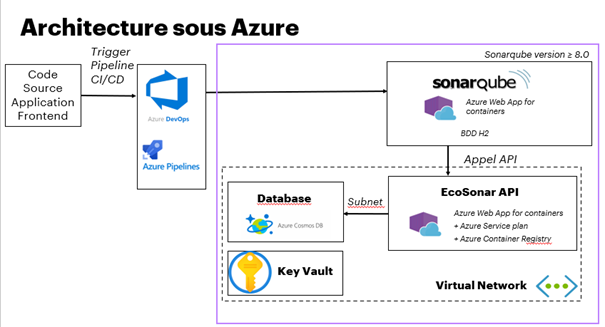 Architecture sous Azure
Trigger
Pipeline
CI/CD
Sonarqube version ≥ 8.0
Code
Source
Application
Frontend
Azure DevOps
Azure Pipelines
sonarqube
Azure Web App for
containers
BDD H2
Appel API
Database
Azure Cosmos DB
Subnet
EcoSonar API
Azure Web App for containers
+ Azure Service plan
+ Azure Container Registry
Key Vault
Virtual Network